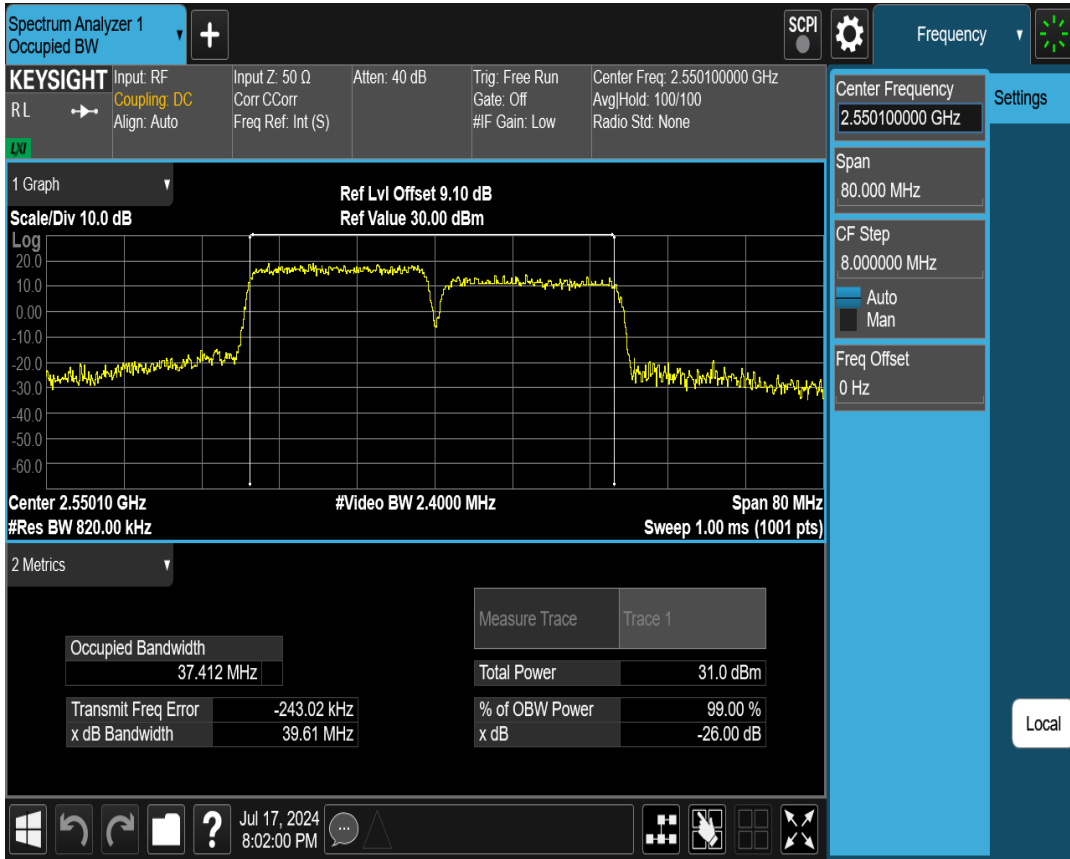 Spectrum Analyzer 1
Occupied BW
+
SCPI
Frequency
KEYSIGHT
R L
LXI
Input: RF
Coupling: DC
Align: Auto
Input Z: 50 Ω
Corr CCorr
Freq Ref: Int (S)
Atten: 40 dB
Trig: Free Run
Gate: Off
#IF Gain: Low
Center Freq: 2.550100000 GHz
Avg|Hold: 100/100
Radio Std: None
Center Frequency
2.550100000 GHz
Settings
Span
80.000 MHz
CF Step
8.000000 MHz
Auto
Man
Freq Offset
0 Hz
Local
1 Graph
Scale/Div 10.0 dB
Ref Lvl Offset 9.10 dB
Ref Value 30.00 dBm
Log
20.0
10.0
0.00
-10.0
-20.0
-30.0
-40.0
-50.0
-60.0
Center 2.55010 GHz
#Video BW 2.4000 MHz
Span 80 MHz
#Res BW 820.00 kHz
Sweep 1.00 ms (1001 pts)
2 Metrics
Measure Trace
Trace 1
Occupied Bandwidth
37.412 MHz
Total Power
31.0 dBm
Transmit Freq Error
-243.02 kHz
% of OBW Power
99.00 %
x dB Bandwidth
39.61 MHz
x dB
-26.00 dB
?
Jul 17, 2024
8:02:00 PM